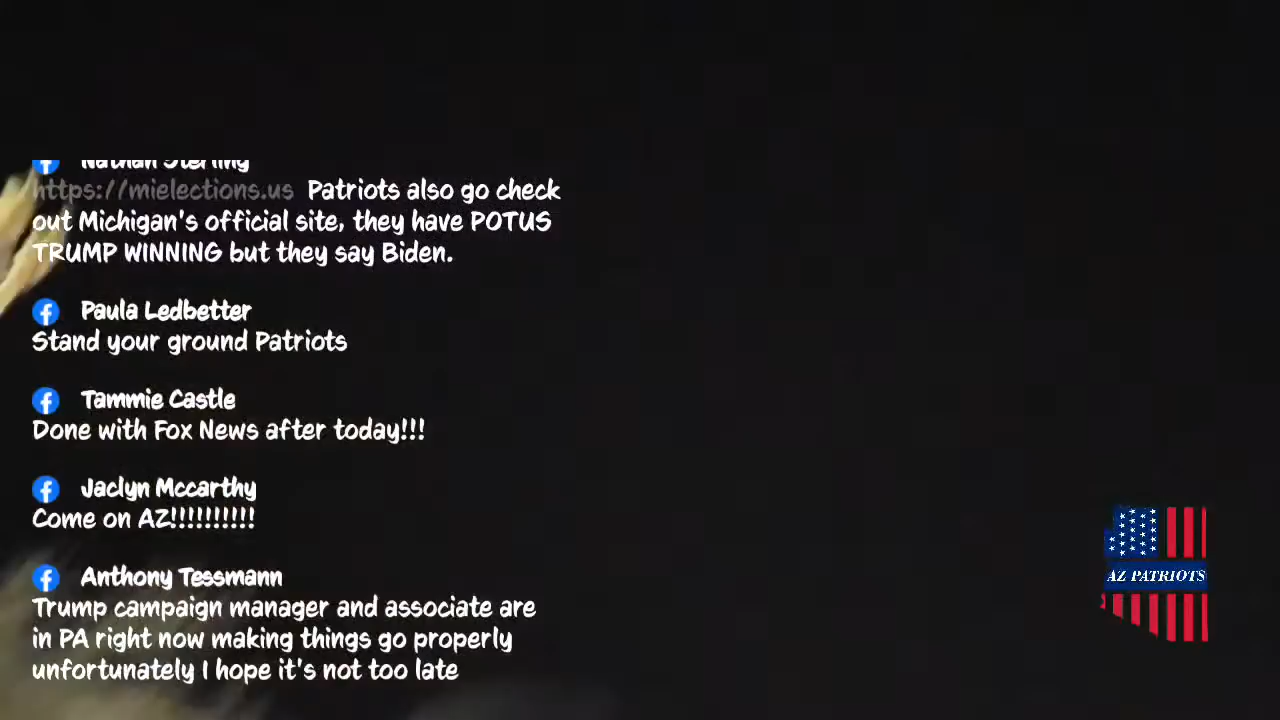 Nathan Sterling
https://mielections.us Patriots also go check
out Michigan's official site, they have POTUS
TRUMP WINNING but they say Biden.
Paula Ledbetter
Stand your ground Patriots
Tammie Castle
Done with Fox News after today!!!
Jaclyn Mccarthy
Come on AZ!!!!!!!!!!
Anthony Tessmann
Trump campaign manager and associate are
in PA right now making things go properly
unfortunately I hope it's not too late
AZ PATRIOTS